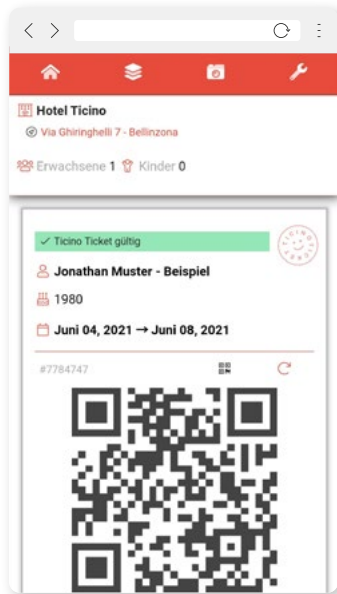 Hotel Ticino
Via Ghiringhelli 7 - Bellinzona
Erwachsene 1 Kinder 0
Ticino Ticket gültig
Jonathan Muster - Beispiel
1980
Juni 04, 2021 → Juni 08, 2021
#7784747